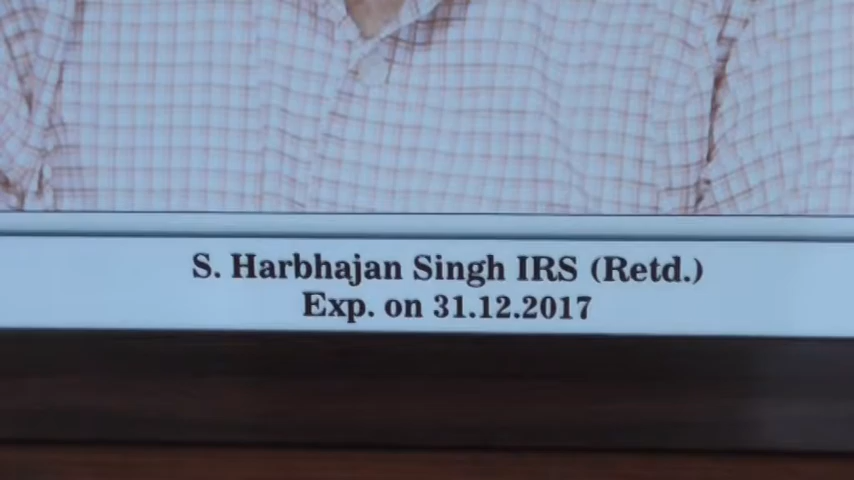 S. Harbhajan Singh IRS (Retd.)
Exp. on 31.12.2017